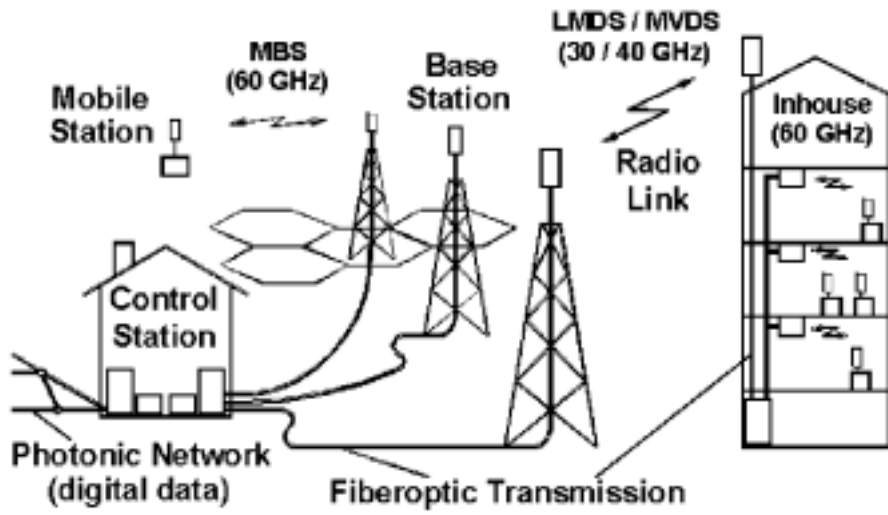 LMDS / MVDS
(30 / 40 GHz)
MBS
(60 GHz)
Base
Station
Mobile
Station
Inhouse
(60 GHz)
Radio
Link
Control
Station
Photonic Network
(digital data)
Fiberoptic Transmission